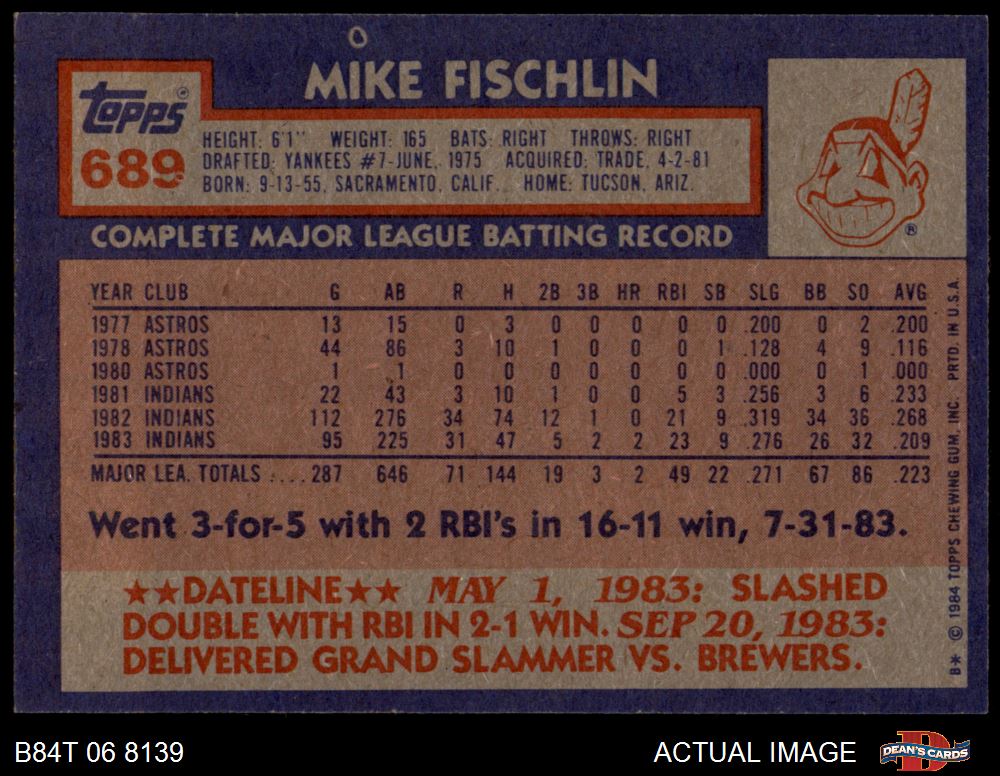 MIKE FISCHLIN
Topps
689
HEIGHT: 6'1" WEIGHT: 165 BATS: RIGHT THROWS: RIGHT
DRAFTED: YANKEES #7-JUNE, 1975 ACQUIRED: TRADE, 4-2-81
BORN: 9-13-55, SACRAMENTO, CALIF. HOME: TUCSON, ARIZ.
®
COMPLETE MAJOR LEAGUE BATTING RECORD
YEAR CLUB G AB R H 2B 3B HR RBI SB SLG BB SO AVG
1977 ASTROS 13 15 0 3 0 0 0 0 0 .200 0 2 .200
1978 ASTROS 44 86 3 10 1 0 0 0 1 .128 4 9 .116
1980 ASTROS 1 1 0 0 0 0 0 0 0 .000 0 1 .000
1981 INDIANS 22 43 3 10 1 0 0 5 3 .256 3 6 .233
1982 INDIANS 112 276 34 74 12 1 0 21 9 .319 34 36 .268
1983 INDIANS 95 225 31 47 5 2 2 23 9 .276 26 32 .209
MAJOR LEA. TOTALS .... 287 646 71 144 19 3 2 49 22 .271 67 86 .223
Went 3-for-5 with 2 RBI's in 16-11 win, 7-31-83.
★★DATELINE★★ MAY 1, 1983: SLASHED
DOUBLE WITH RBI IN 2-1 WIN. SEP 20, 1983:
DELIVERED GRAND SLAMMER VS. BREWERS.
B* © 1984 TOPPS CHEWING GUM, INC. PRTD. IN U.S.A.
B84T 06 8139
ACTUAL IMAGE
D
DEAN'S CARDS